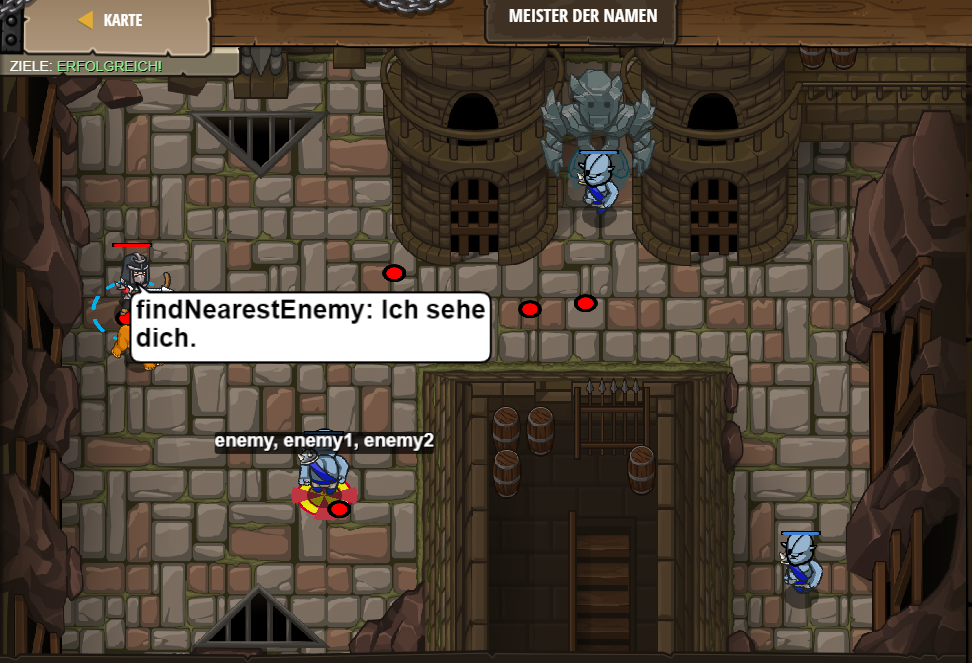 KARTE
MEISTER DER NAMEN
ZIELE: ERFOLGREICH!
findNearestEnemy: Ich sehe
dich.
enemy, enemy1, enemy2